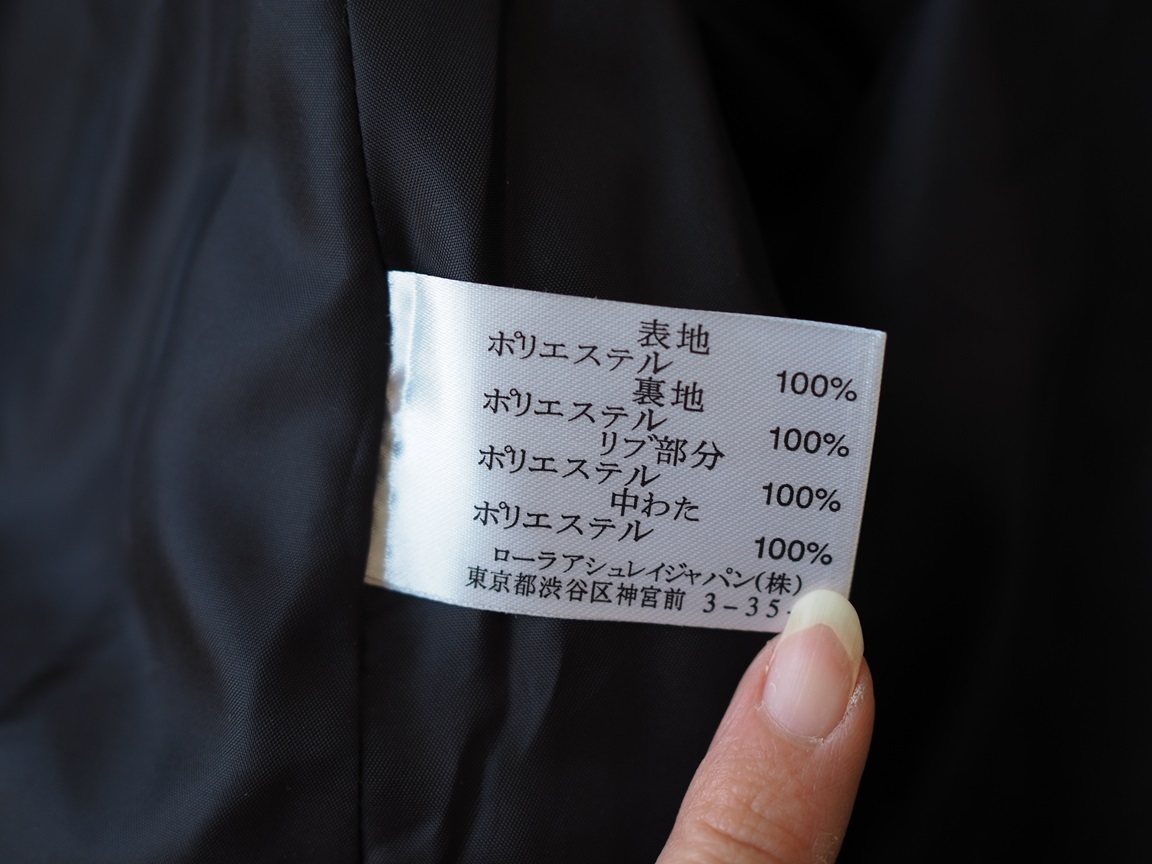 表地
ポリエステル 100%
裏地
ポリエステル 100%
リブ部分
ポリエステル 100%
中わた
ポリエステル 100%
ローラアシュレイジャパン(株)
東京都渋谷区神宮前 3-35-